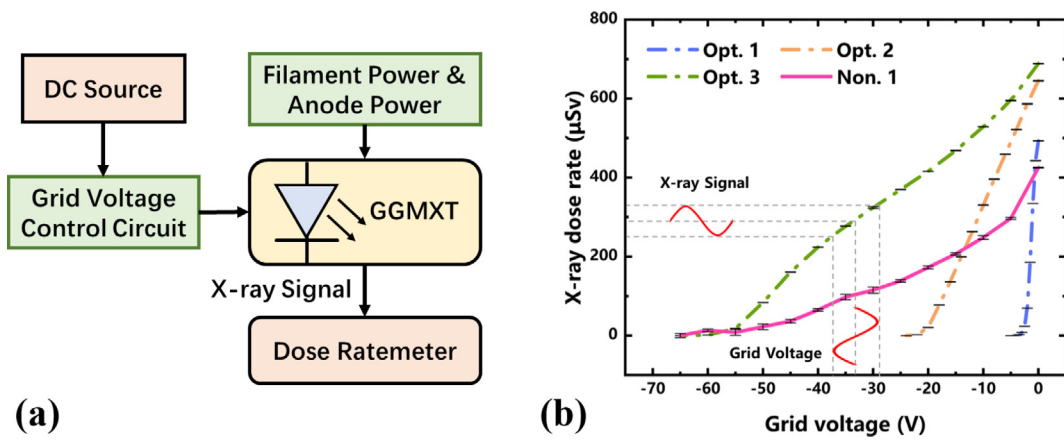 DC Source
Filament Power &
Anode Power
Grid Voltage
Control Circuit
GGMXT
X-ray Signal
Dose Ratemeter
(a)
800
600
400
200
0
X-ray dose rate (μSv)
Opt. 1
Opt. 2
Opt. 3
Non. 1
X-ray Signal
Grid Voltage
-70
-60
-50
-40
-30
-20
-10
0
Grid voltage (V)
(b)